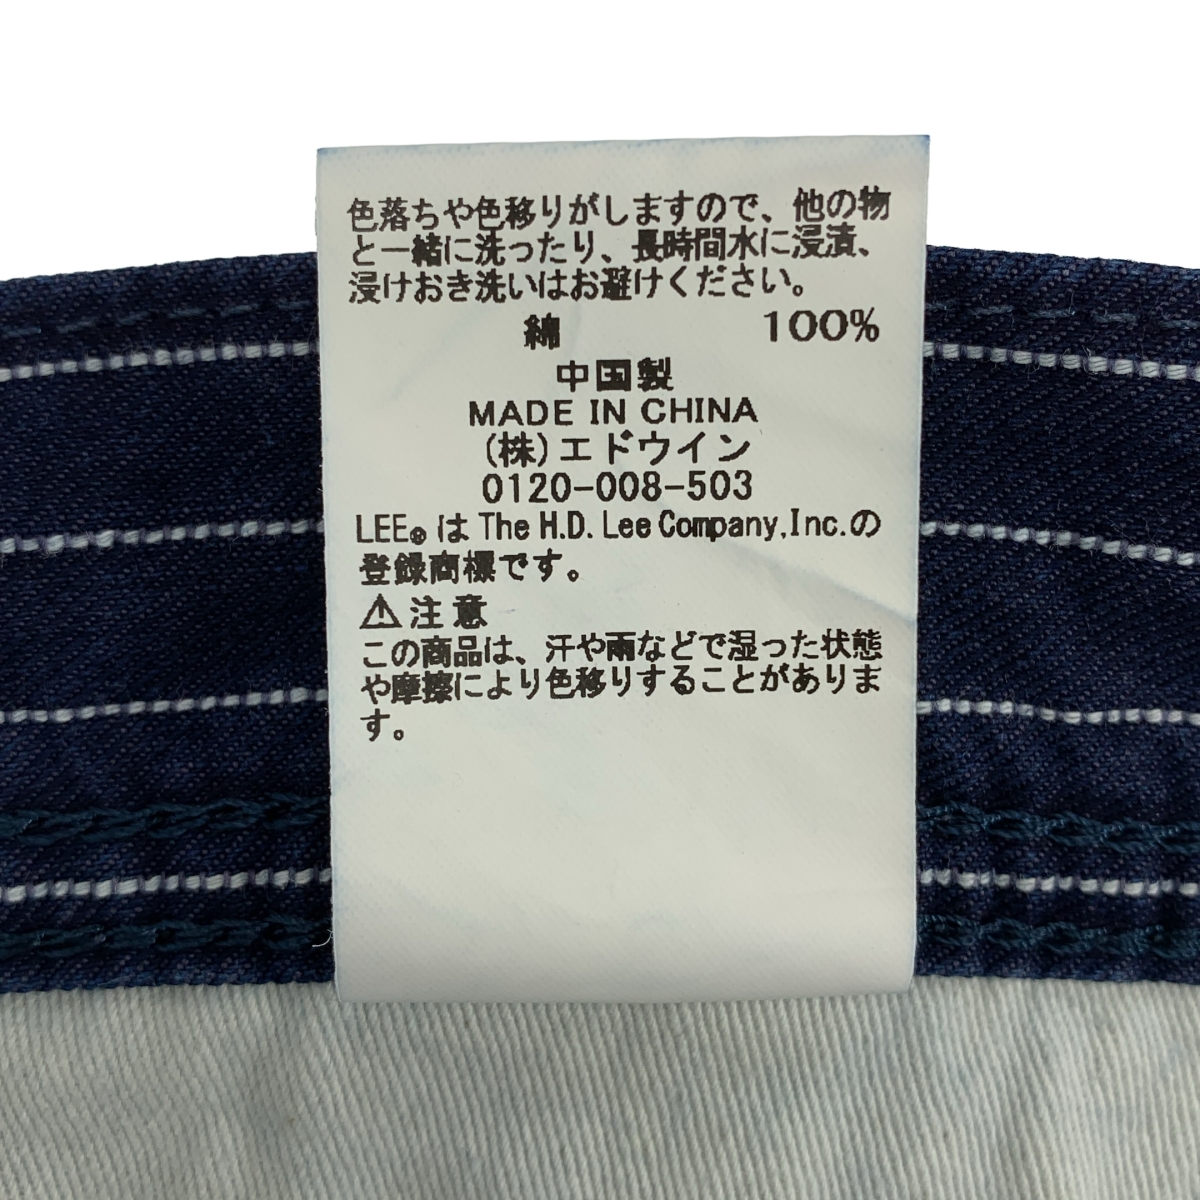 色落ちや色移りがしますので、他の物
と一緒に洗ったり、長時間水に浸漬、
浸けおき洗いはお避けください。
綿 100%
中国製
MADE IN CHINA
(株)エドウイン
0120-008-503
LEE® は The H.D. Lee Company,Inc.の
登録商標です。
⚠注意
この商品は、汗や雨などで湿った状態
や摩擦により色移りすることがありま
す。